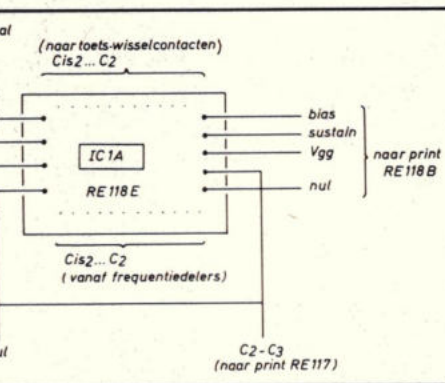 (naar toets-wisselcontacten)
Cis2... C2
bias
sustain
Vgg
nul
naar print
RE118B
IC1A
RE118E
Cis2... C2
(vanaf frequentiedelers)
C2-C3
(naar print RE117)